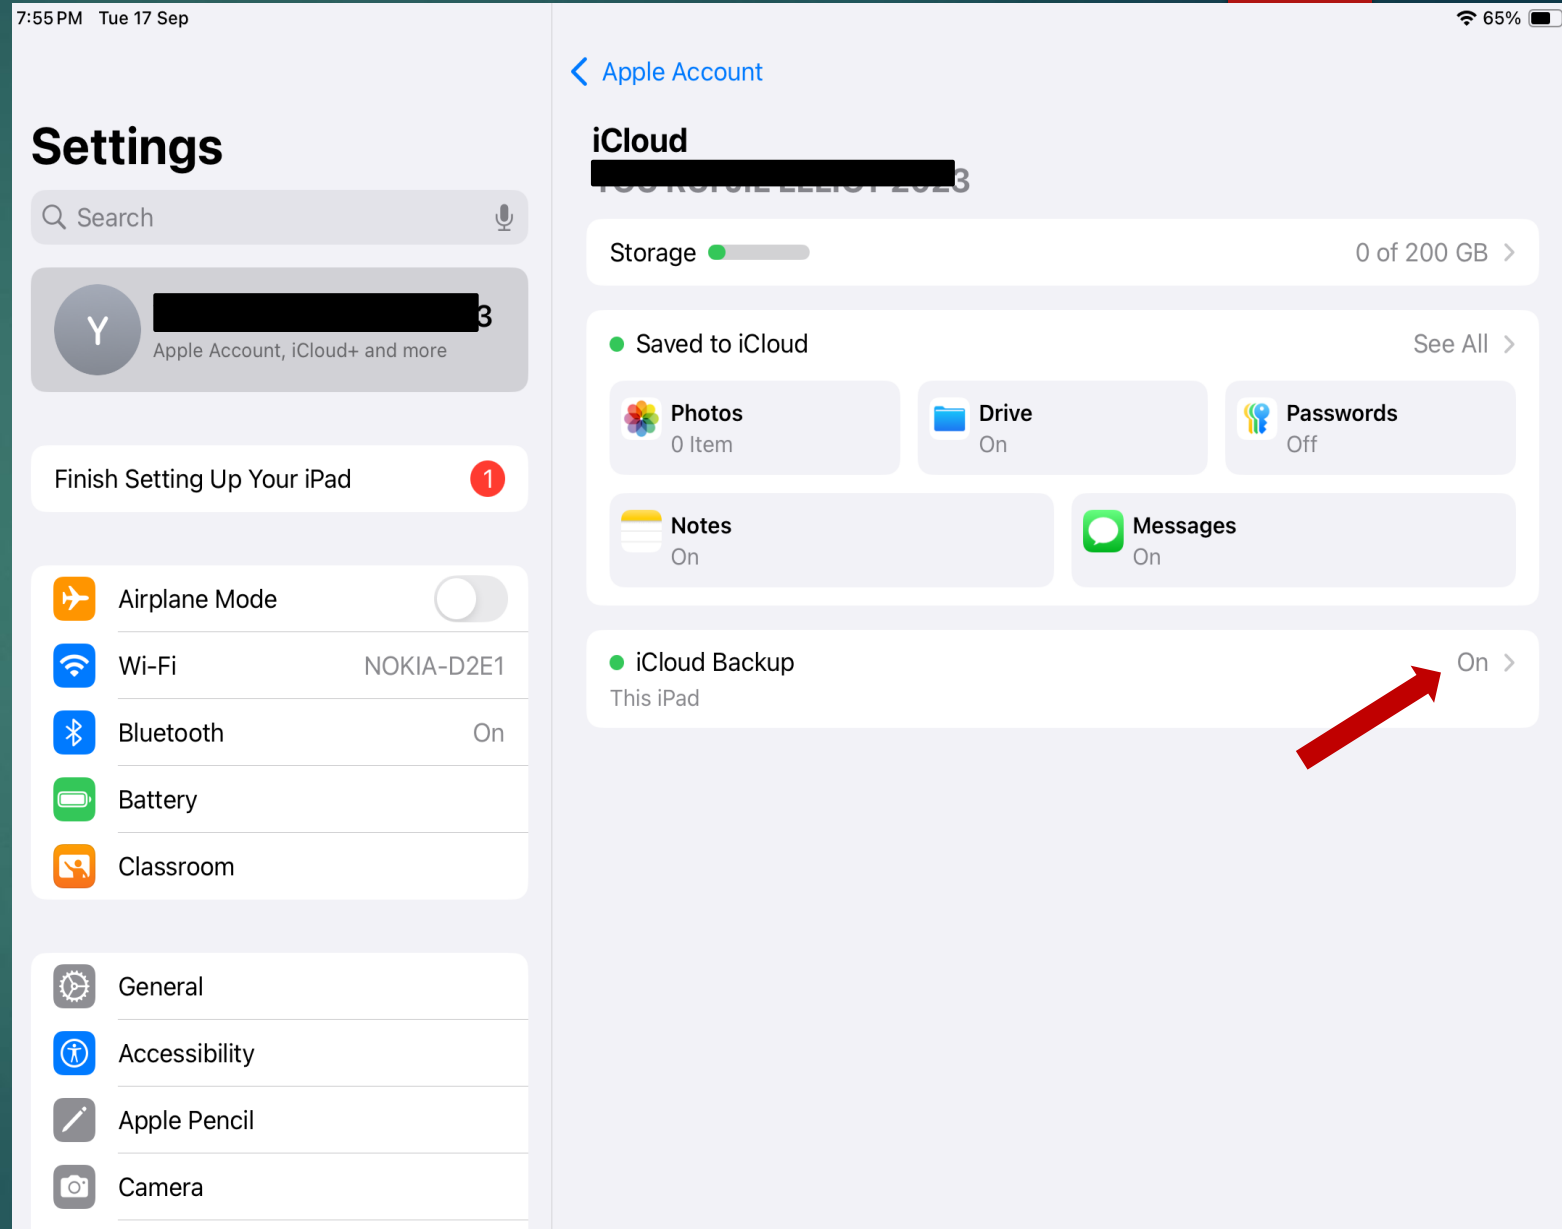 7:55 PM Tue 17 Sep
65%
Settings
Search
Y
3
Apple Account, iCloud+ and more
Finish Setting Up Your iPad
1
Airplane Mode
Wi-Fi
NOKIA-D2E1
Bluetooth
On
Battery
Classroom
General
Accessibility
Apple Pencil
Camera
Apple Account
iCloud
3
Storage
0 of 200 GB
Saved to iCloud
See All
Photos
0 Item
Drive
On
Passwords
Off
Notes
On
Messages
On
iCloud Backup
On
This iPad